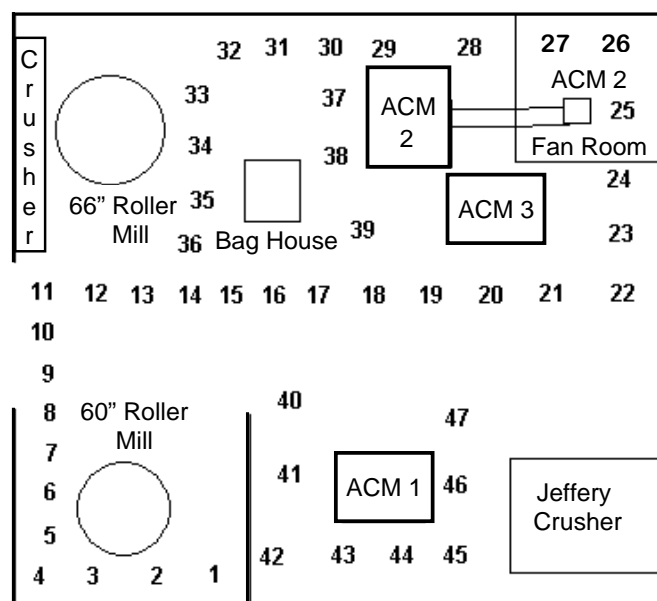 32 31 30 29 28 27 26
Crusher
33 37 ACM 2 ACM 2 25
34 38 Fan Room
66” Roller
Mill
35 ACM 3 24
36 Bag House 39 23
11 12 13 14 15 16 17 18 19 20 21 22
10
9
8 60” Roller
Mill
40 47
7
6 41 ACM 1 46 Jeffery
Crusher
5
4 3 2 1 42 43 44 45